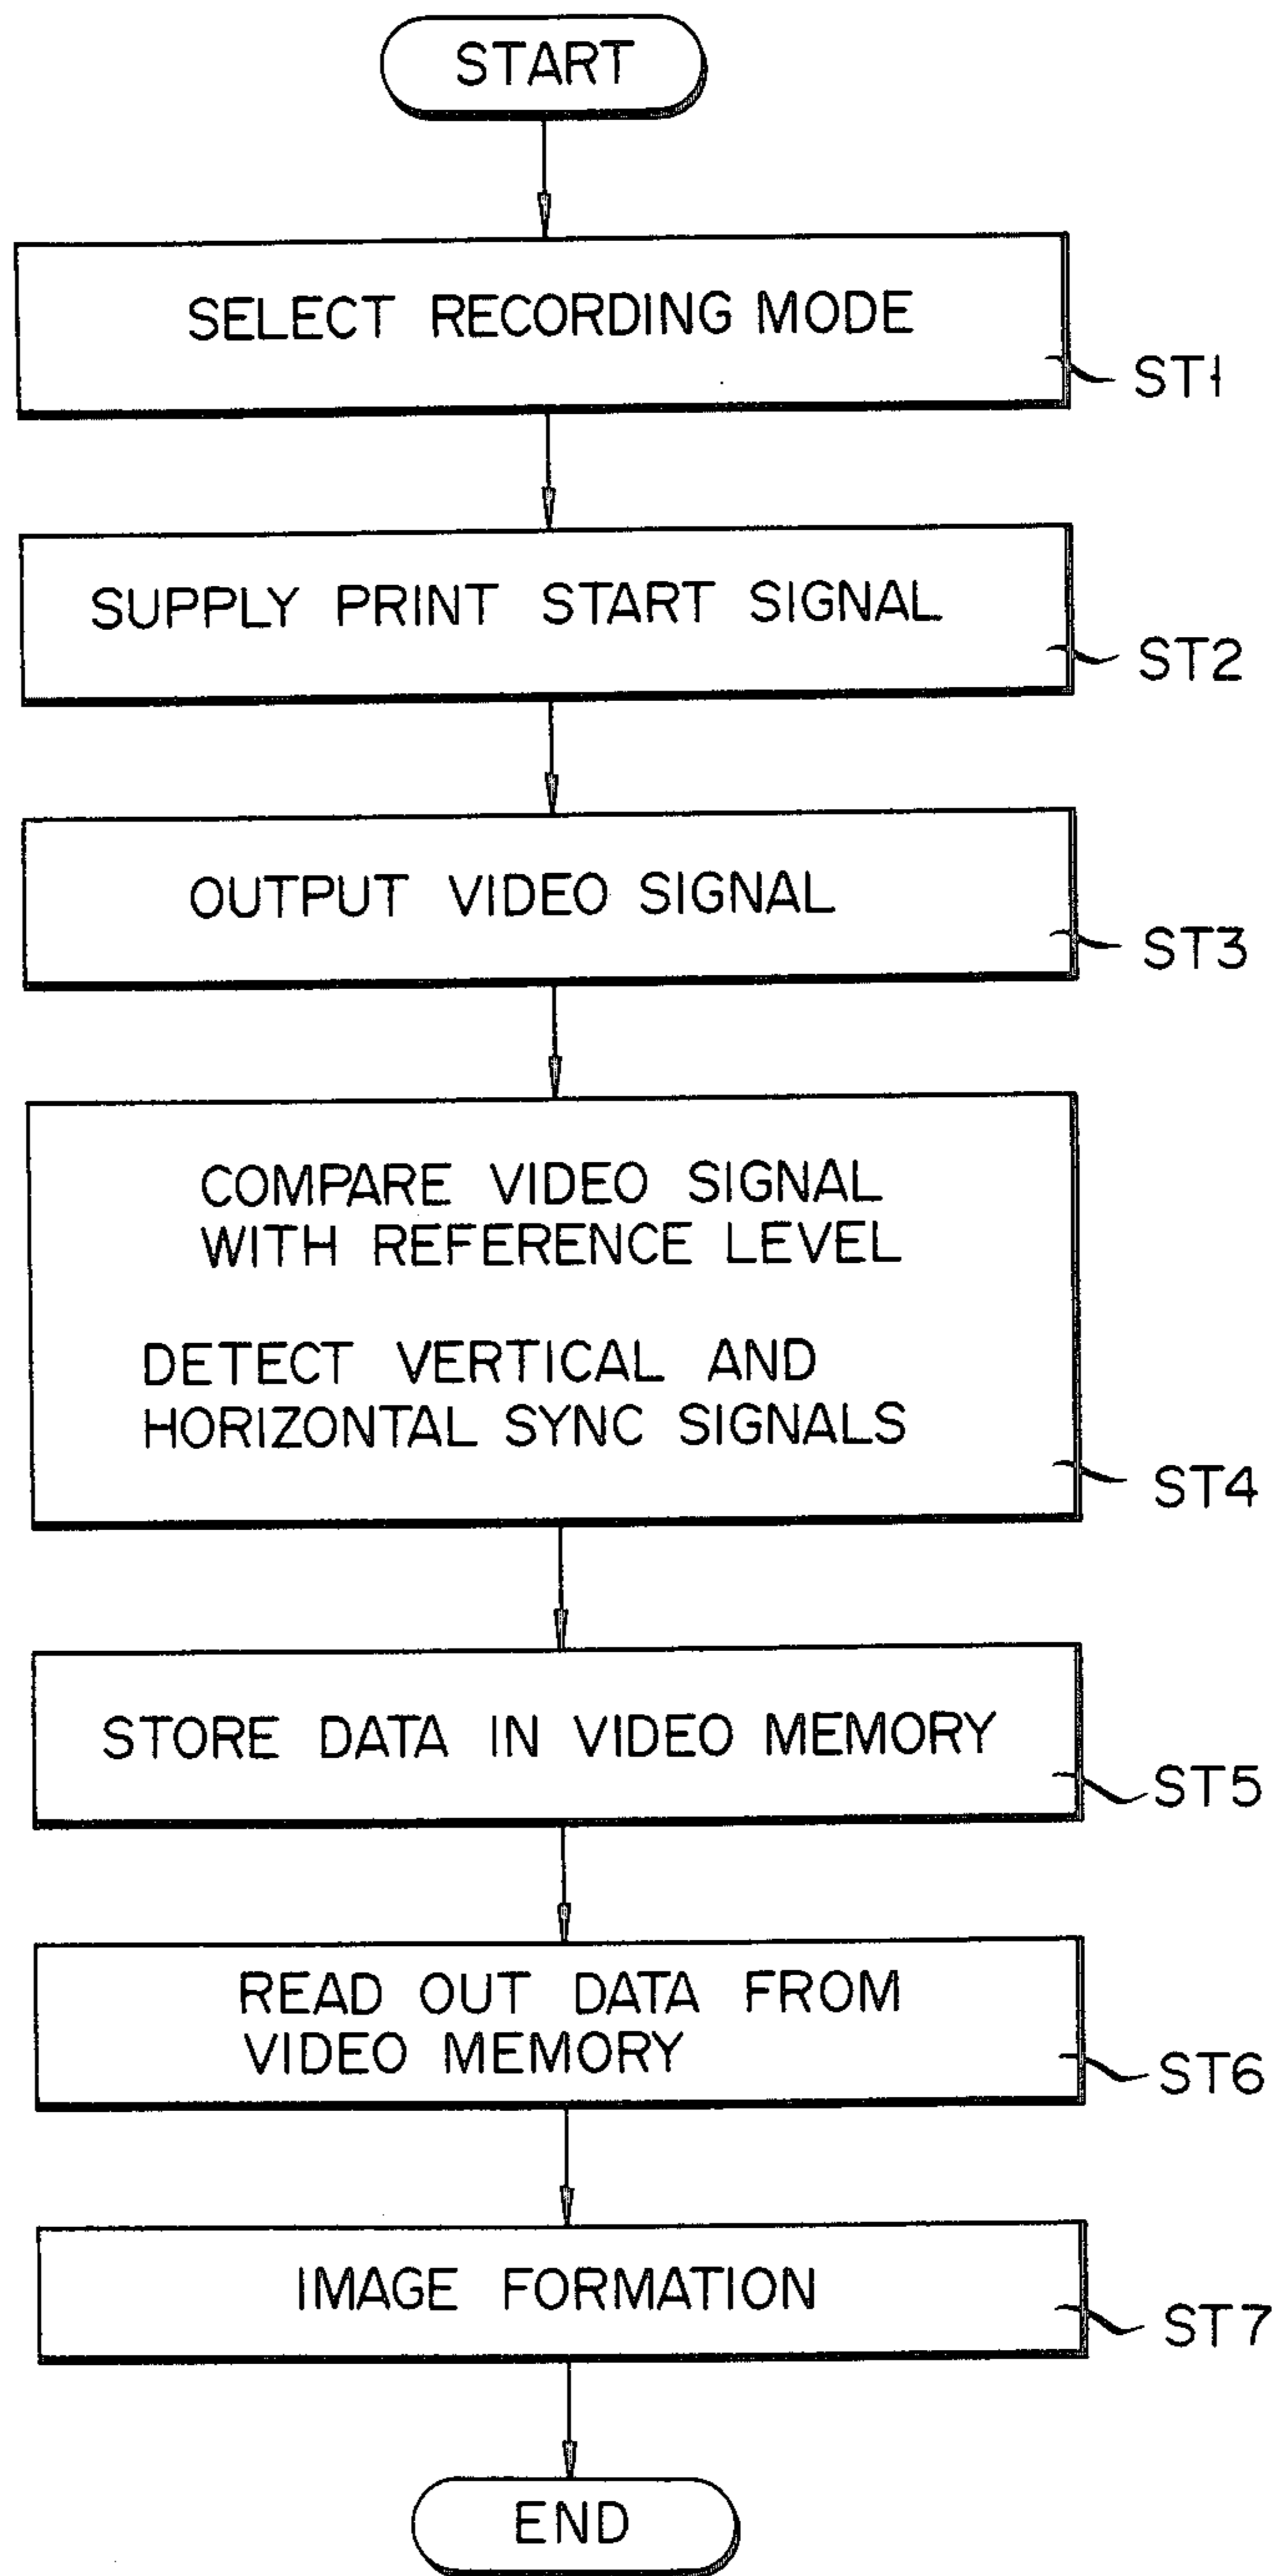 START
SELECT RECORDING MODE
ST1
SUPPLY PRINT START SIGNAL
ST2
OUTPUT VIDEO SIGNAL
ST3
COMPARE VIDEO SIGNAL
WITH REFERENCE LEVEL
DETECT VERTICAL AND
HORIZONTAL SYNC SIGNALS
ST4
STORE DATA IN VIDEO MEMORY
ST5
READ OUT DATA FROM
VIDEO MEMORY
ST6
IMAGE FORMATION
ST7
END